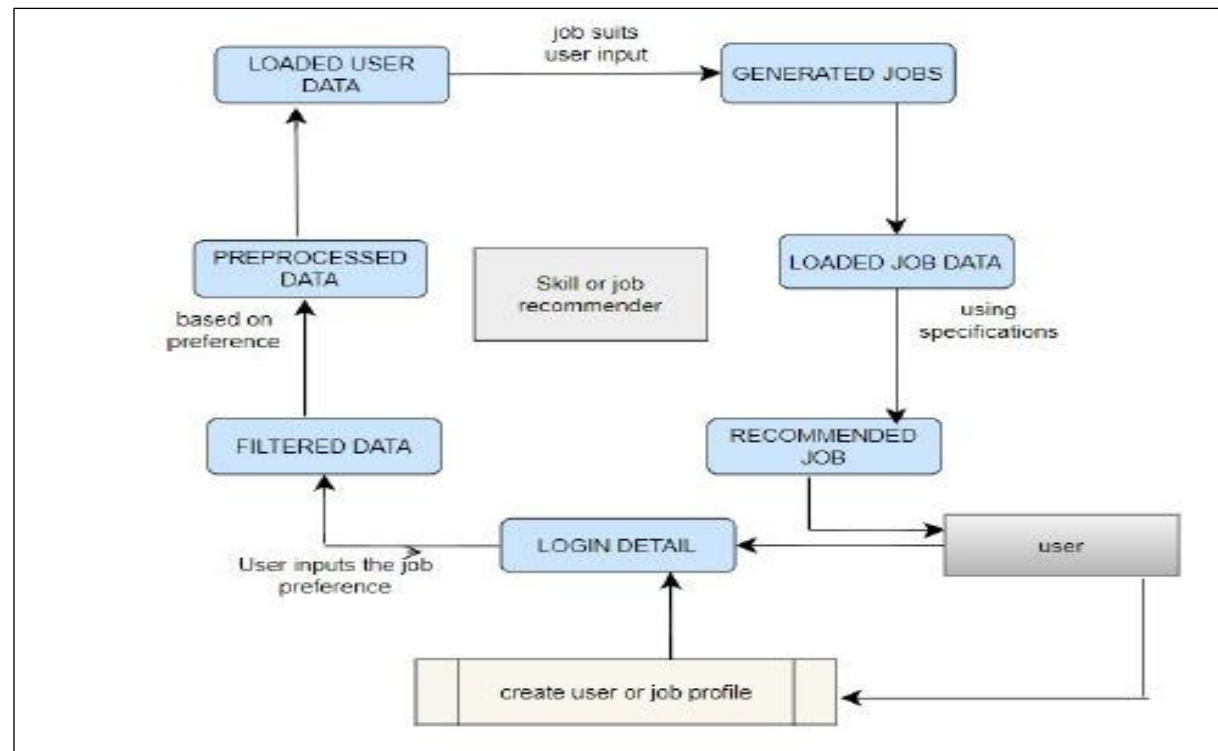 job suits
user input
LOADED USER
DATA
GENERATED JOBS
PREPROCESSED
DATA
Skill or job
recommender
LOADED JOB DATA
based on
preference
using
specifications
FILTERED DATA
RECOMMENDED
JOB
LOGIN DETAIL
user
User inputs the job
preference
create user or job profile